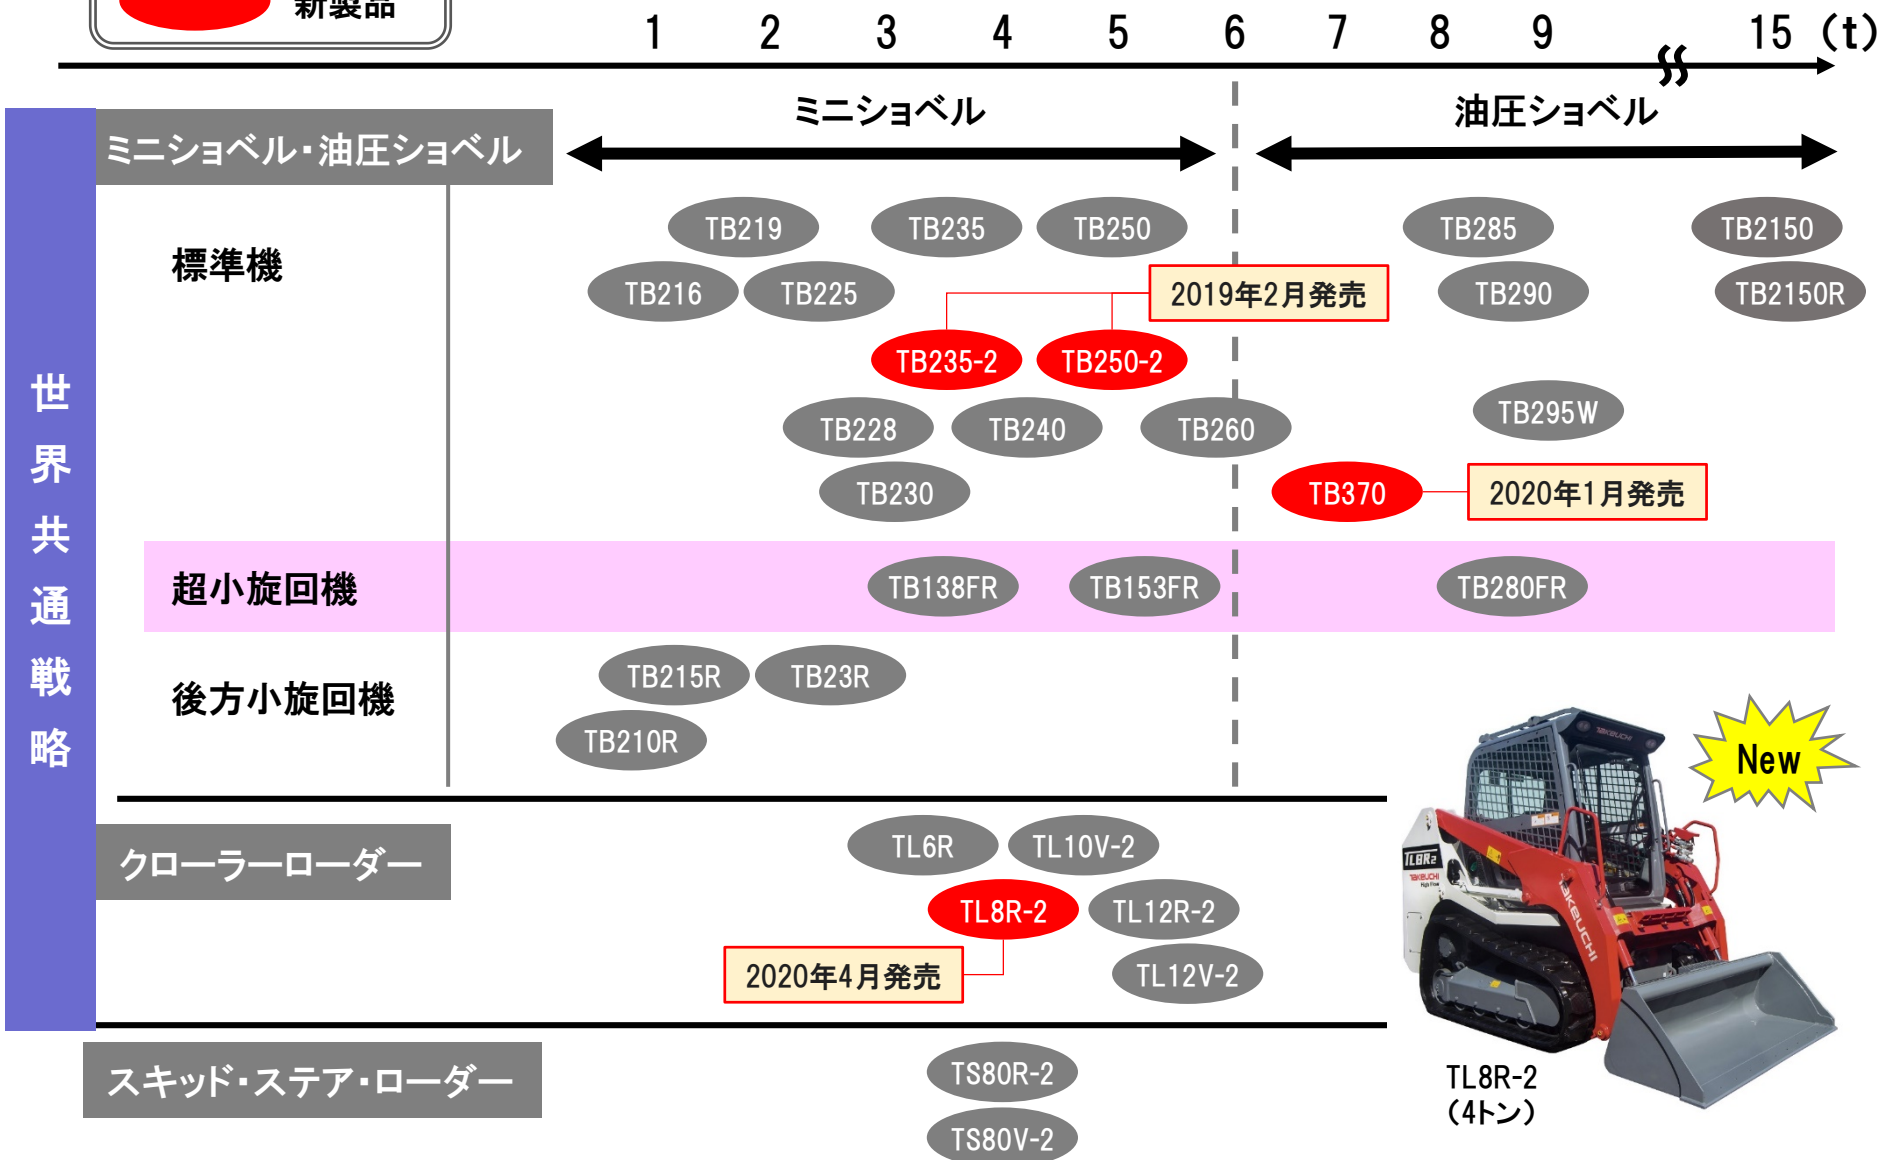 新製品
1 2 3 4 5 6 7 8 9 15 (t)
ミニショベル 油圧ショベル
ミニショベル・油圧ショベル
標準機
TB219 TB235 TB250 TB285 TB2150
TB216 TB225 2019年2月発売 TB290 TB2150R
TB235-2 TB250-2
TB228 TB240 TB260 TB295W
TB230 TB370 2020年1月発売
超小旋回機 TB138FR TB153FR TB280FR
後方小旋回機
TB215R TB23R
TB210R
世界共通戦略
New
クローラーローダー
TL6R TL10V-2
TL8R-2 TL12R-2
2020年4月発売 TL12V-2
TAKEUCHI
TL8R2
TAKEUCHI
High Flow
TAKEUCHI
スキッド・ステア・ローダー
TS80R-2
TS80V-2
TL8R-2
(4トン)